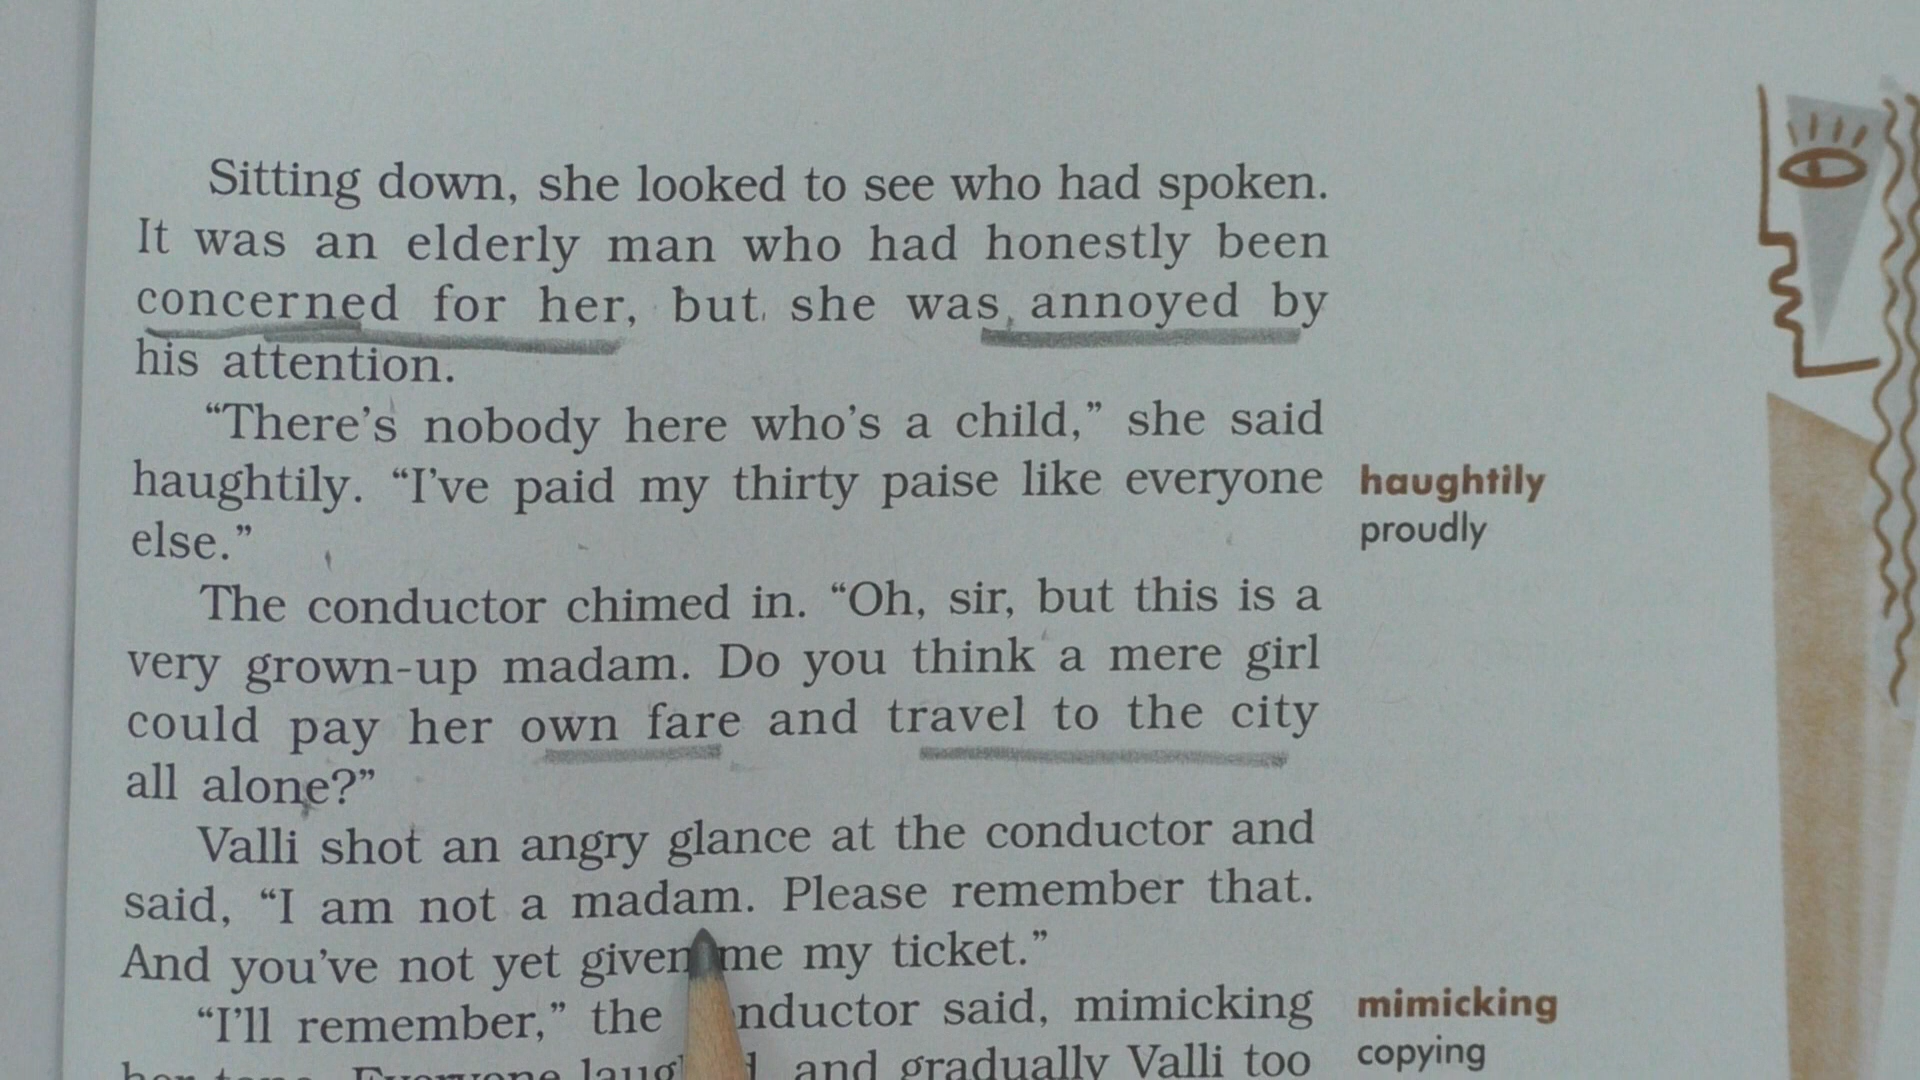 Sitting down, she looked to see who had spoken.
It was an elderly man who had honestly been
concerned for her, but she was annoyed by
his attention.
“There’s nobody here who’s a child,” she said
haughtily. “I’ve paid my thirty paise like everyone
else.”
haughtily
proudly
The conductor chimed in. “Oh, sir, but this is a
very grown-up madam. Do you think a mere girl
could pay her own fare and travel to the city
all alone?”
Valli shot an angry glance at the conductor and
said, “I am not a madam. Please remember that.
And you’ve not yet given me my ticket.”
“I’ll remember,” the conductor said, mimicking
mimicking
copying
and gradually Valli too